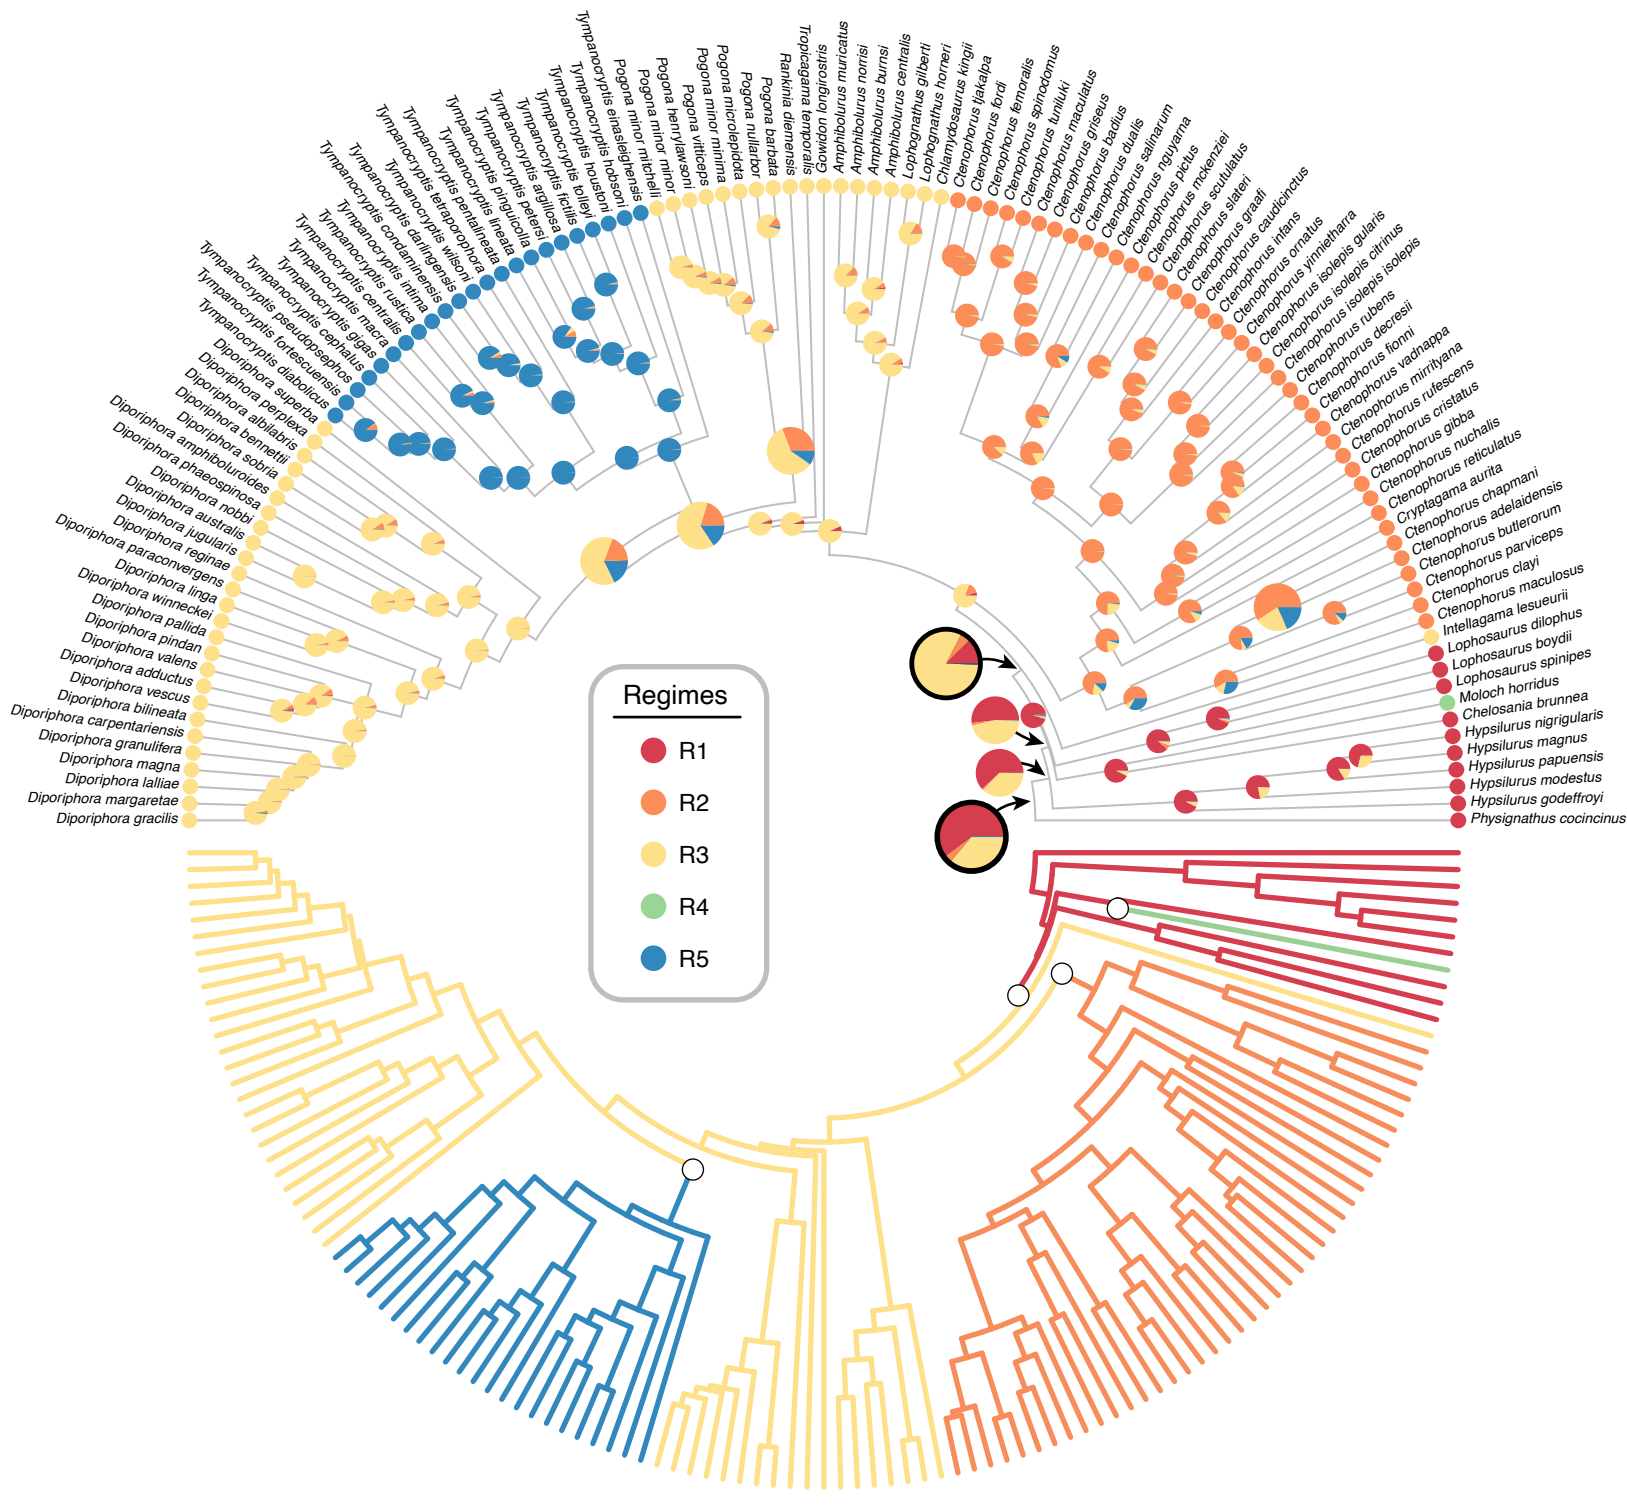 Diporiphora gracilis
Diporiphora margaretae
Diporiphora lalliae
Diporiphora magna
Diporiphora granulifera
Diporiphora carpentariensis
Diporiphora bilineata
Diporiphora vescus
Diporiphora adductus
Diporiphora valens
Diporiphora pindan
Diporiphora pallida
Diporiphora winneckei
Diporiphora linga
Diporiphora paraconvergens
Diporiphora reginae
Diporiphora jugularis
Diporiphora australis
Diporiphora nobbi
Diporiphora phaeospinosa
Diporiphora amphiboluroides
Diporiphora sobria
Diporiphora bennettii
Diporiphora albilabris
Diporiphora perplexa
Diporiphora superba
Tympanocryptis diabolicus
Tympanocryptis fortescuensis
Tympanocryptis pseudopsephos
Tympanocryptis cephalus
Tympanocryptis gigas
Tympanocryptis macra
Tympanocryptis centralis
Tympanocryptis rustica
Tympanocryptis intima
Tympanocryptis condaminensis
Tympanocryptis darlingensis
Tympanocryptis wilsoni
Tympanocryptis tetraporophora
Tympanocryptis pentalineata
Tympanocryptis lineata
Tympanocryptis pinguicolla
Tympanocryptis petersi
Tympanocryptis argillosa
Tympanocryptis fictilis
Tympanocryptis tolleyi
Tympanocryptis houstoni
Tympanocryptis hobsoni
Tympanocryptis einasleighensis
Pogona minor mitchelli
Pogona minor minor
Pogona henrylawsoni
Pogona vitticeps
Pogona minor minima
Pogona microlepidota
Pogona nullarbor
Pogona barbata
Rankinia diemensis
Tropicagama temporalis
Gowidon longirostris
Amphibolurus muricatus
Amphibolurus norrisi
Amphibolurus burnsi
Amphibolurus centralis
Lophognathus gilberti
Lophognathus horneri
Chlamydosaurus kingii
Ctenophorus tjakalpa
Ctenophorus fordi
Ctenophorus femoralis
Ctenophorus spinodomus
Ctenophorus tuniluki
Ctenophorus maculatus
Ctenophorus griseus
Ctenophorus badius
Ctenophorus dualis
Ctenophorus salinarum
Ctenophorus nguyarna
Ctenophorus pictus
Ctenophorus mckenziei
Ctenophorus scutulatus
Ctenophorus slateri
Ctenophorus graafi
Ctenophorus caudicinctus
Ctenophorus infans
Ctenophorus ornatus
Ctenophorus yinniethara
Ctenophorus isolepis gularis
Ctenophorus isolepis citrinus
Ctenophorus isolepis isolepis
Ctenophorus rubens
Ctenophorus decresii
Ctenophorus fionni
Ctenophorus vadnappa
Ctenophorus mirrityana
Ctenophorus rufescens
Ctenophorus cristatus
Ctenophorus gibba
Ctenophorus nuchalis
Ctenophorus reticulatus
Cryptagama aurita
Ctenophorus chapmani
Ctenophorus adelaidensis
Ctenophorus butlerorum
Ctenophorus parviceps
Ctenophorus clayi
Ctenophorus maculosus
Intellagama lesueurii
Lophosaurus dilophus
Lophosaurus boydii
Lophosaurus spinipes
Moloch horridus
Chelosania brunnea
Hypsilurus nigrigularis
Hypsilurus magnus
Hypsilurus papuensis
Hypsilurus modestus
Hypsilurus godeffroyi
Physignathus cocincinus
Regimes
R1
R2
R3
R4
R5